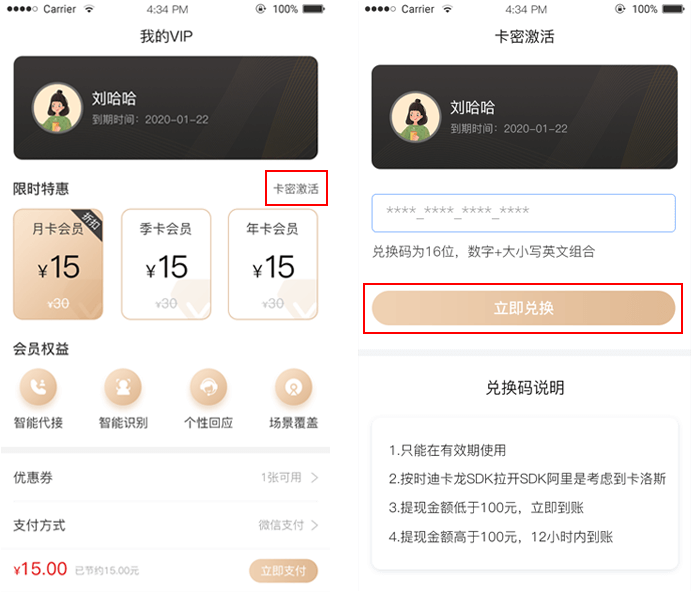 Carrier
4:34 PM
100%
我的VIP
刘哈哈
到期时间：2020-01-22
限时特惠
卡密激活
月卡会员
折扣
¥15
¥30
季卡会员
¥15
¥30
年卡会员
¥15
¥30
会员权益
智能代接
智能识别
个性回应
场景覆盖
优惠券
1张可用
支付方式
微信支付
¥15.00
已节约15.00元
立即支付
Carrier
4:34 PM
100%
卡密激活
刘哈哈
到期时间：2020-01-22
****_****_****_****
兑换码为16位，数字+大小写英文组合
立即兑换
兑换码说明
1.只能在有效期使用
2.按时迪卡龙SDK拉开SDK阿里是考虑到卡洛斯
3.提现金额低于100元，立即到账
4.提现金额高于100元，12小时内到账